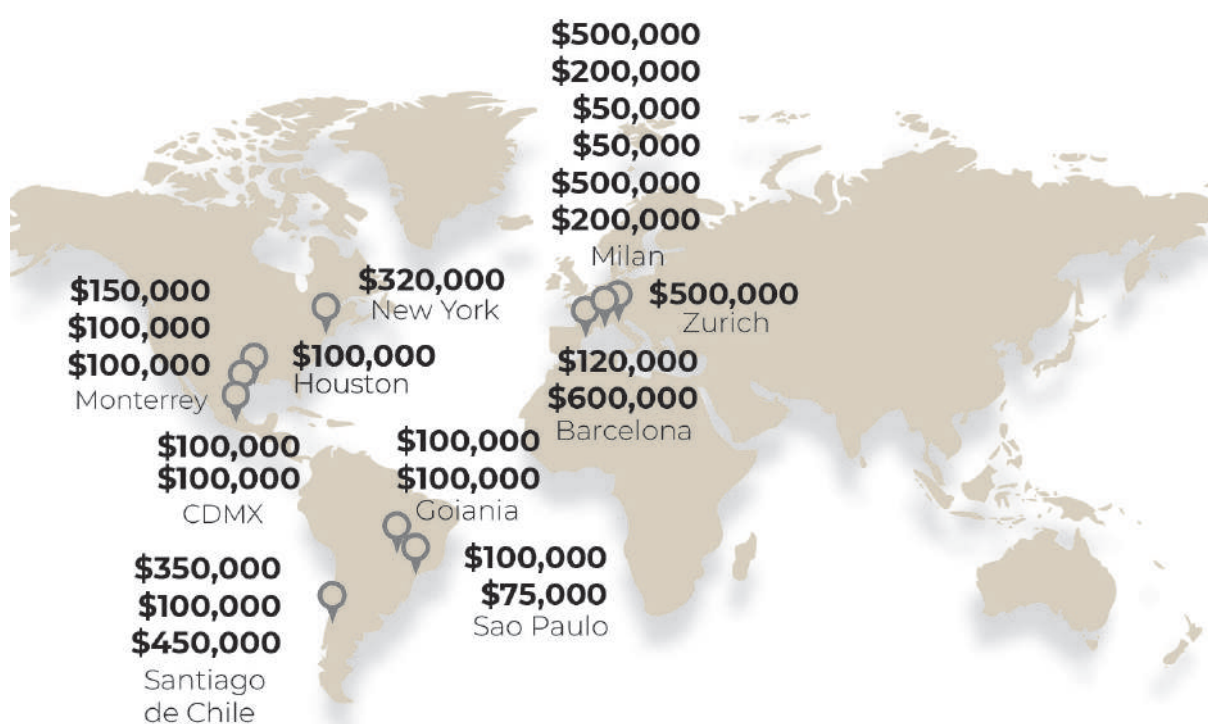 $500,000
$200,000
$50,000
$50,000
$500,000
$200,000
Milan
$320,000
New York
$150,000
$100,000
$100,000
Monterrey
$500,000
Zurich
$100,000
Houston
$120,000
$600,000
Barcelona
$100,000
$100,000
CDMX
$100,000
$100,000
Goiania
$350,000
$100,000
$450,000
Santiago
de Chile
$100,000
$75,000
Sao Paulo